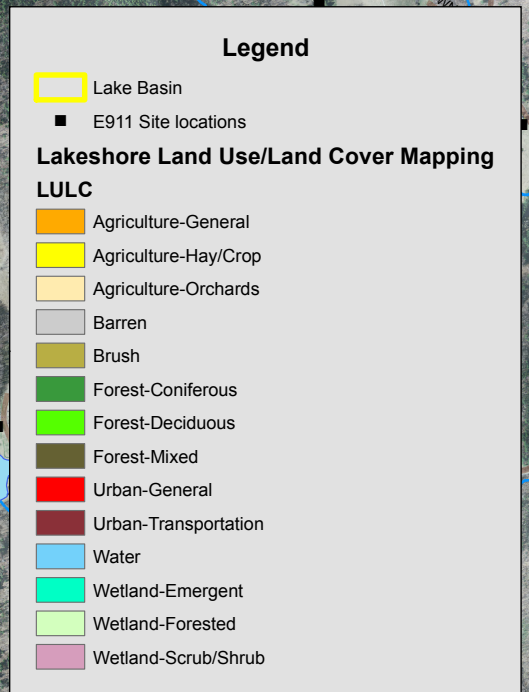 Legend
Lake Basin
E911 Site locations
Lakeshore Land Use/Land Cover Mapping
LULC
Agriculture-General
Agriculture-Hay/Crop
Agriculture-Orchards
Barren
Brush
Forest-Coniferous
Forest-Deciduous
Forest-Mixed
Urban-General
Urban-Transportation
Water
Wetland-Emergent
Wetland-Forested
Wetland-Scrub/Shrub